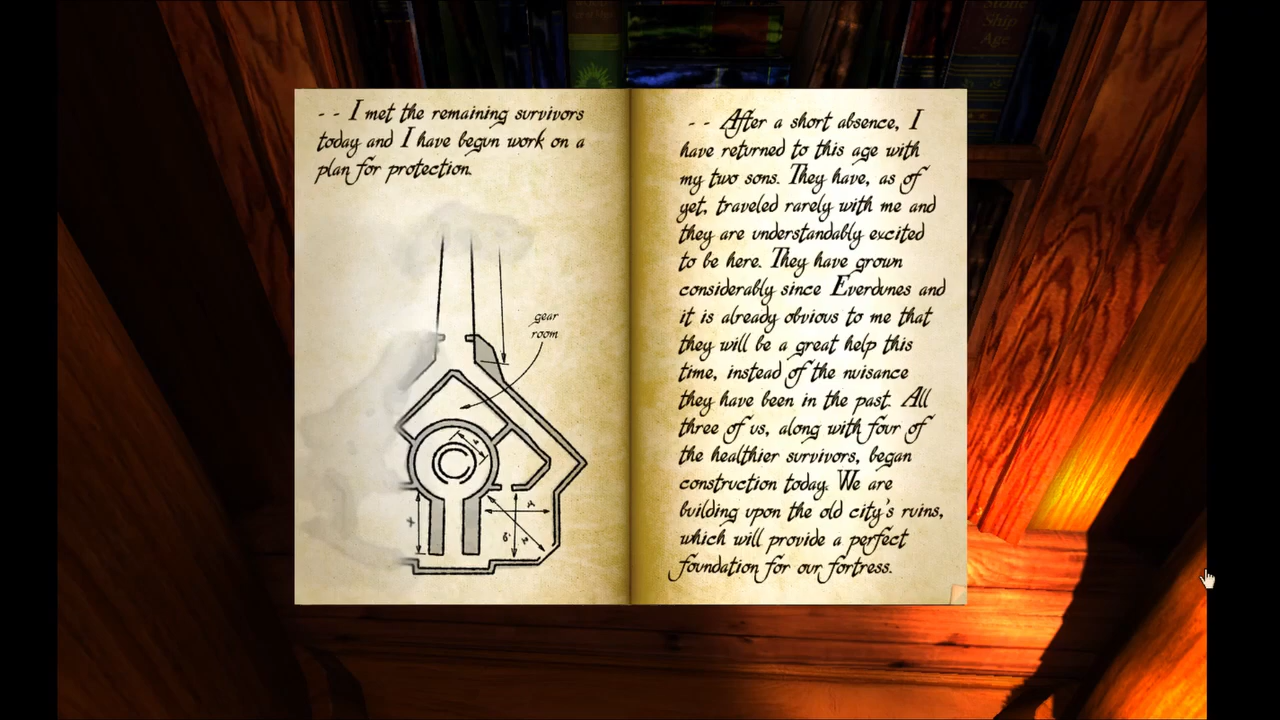 Stone
Ship
Age
- - I met the remaining survivors
today and I have begun work on a
plan for protection.
gear
room
- - After a short absence, I
have returned to this age with
my two sons. They have, as of
yet, traveled rarely with me and
they are understandably excited
to be here. They have grown
considerably since Everdunes and
it is already obvious to me that
they will be a great help this
time, instead of the nuisance
they have been in the past. All
three of us, along with four of
the healthier survivors, began
construction today. We are
building upon the old city's ruins,
which will provide a perfect
foundation for our fortress.